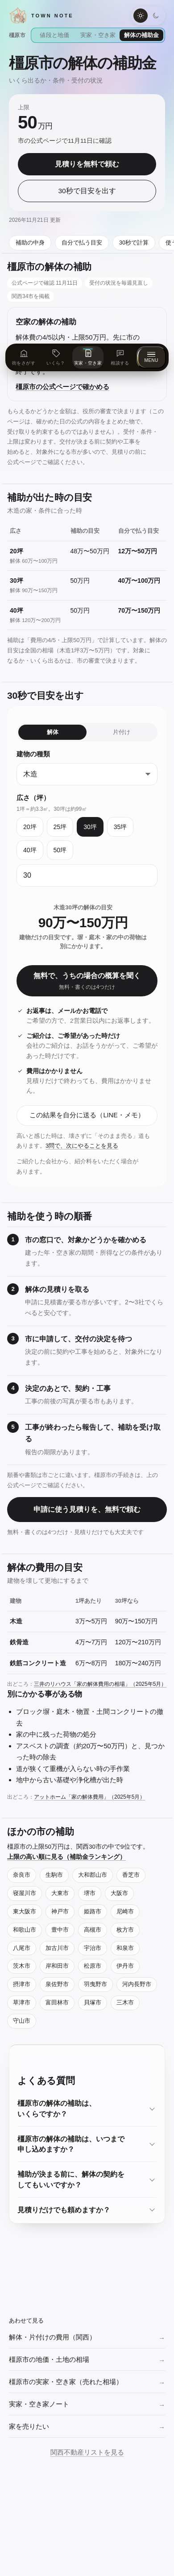 TOWN NOTE
橿原市 値段と地価 実家・空き家 解体の補助金
橿原市の解体の補助金
いくら出るか・条件・受付の状況
上限
50万円
市の公式ページで11月11日に確認
見積りを無料で頼む
30秒で目安を出す
2026年11月21日 更新
補助の中身 自分で払う目安 30秒で計算
橿原市の解体の補助
公式ページで確認 11月11日 受付の状況を毎週見直し
関西34市を掲載
空家の解体の補助
解体費の4/5以内・上限50万円。先に市の
街をさがす いくら? 実家・空き家 相談する MENU
終了です。
橿原市の公式ページで確かめる
もらえるかどうかと金額は、役所の審査で決まります（このペ
ージは、確かめた日の公式の内容をまとめた物で、
受け取りを約束するものではありません）。受付・条件・
上限は変わります。交付が決まる前に契約や工事を
始めると、対象外になる市が多いので、見積りの前に
公式ページでご確認ください。
補助が出た時の目安
木造の家・条件に合った時
広さ 補助の目安 自分で払う目安
20坪 48万〜50万円 12万〜50万円
解体 60万〜100万円
30坪 50万円 40万〜100万円
解体 90万〜150万円
40坪 50万円 70万〜150万円
解体 120万〜200万円
補助は「費用の4/5・上限50万円」で計算しています。解体の
目安は全国の相場（木造1坪3万〜5万円）です。対象に
なるか・いくら出るかは、市の審査で決まります。
30秒で目安を出す
解体 片付け
建物の種類
木造
広さ（坪）
1坪＝約3.3㎡。30坪は約99㎡
20坪 25坪 30坪 35坪
40坪 50坪
30
木造30坪の解体の目安
90万〜150万円
建物だけの目安です。塀・庭木・家の中の荷物は
別にかかります。
無料で、うちの場合の概算を聞く
無料・書くのは4つだけ
お返事は、メールかお電話で
ご希望の方で、2営業日以内にお返事します。
ご紹介は、ご希望があった時だけ
会社のご紹介は、お話をうかがって、ご希望が
あった時だけです。
費用はかかりません
見積りだけで終わっても、費用はかかりませ
ん。
この結果を自分に送る（LINE・メモ）
高いと感じた時は、壊さずに「そのまま売る」道も
あります。3問で、次にやることを見る
ご紹介した会社から、紹介料をいただく場合が
あります。
補助を使う時の順番
1 市の窓口で、対象かどうかを確かめる
建った年・空き家の期間・所得などの条件があり
ます。
2 解体の見積りを取る
申請に見積書が要る市が多いです。2〜3社でくら
べると安心です。
3 市に申請して、交付の決定を待つ
決定の前に契約や工事を始めると、対象外になり
ます。
4 決定のあとで、契約・工事
工事の前後の写真が要る市もあります。
5 工事が終わったら報告して、補助を受け取
る
報告の期限があります。
順番や書類は市ごとに違います。橿原市の手続きは、上の
公式ページでご確認ください。
申請に使う見積りを、無料で頼む
無料・書くのは4つだけ・見積りだけでも大丈夫です
解体の費用の目安
建物を壊して更地にするまで
建物 1坪あたり 30坪なら
木造 3万〜5万円 90万〜150万円
鉄骨造 4万〜7万円 120万〜210万円
鉄筋コンクリート造 6万〜8万円 180万〜240万円
出どころ：三井のリハウス「家の解体費用の相場」（2025年5月）
別にかかる事がある物
ブロック塀・庭木・物置・土間コンクリートの撤
去
家の中に残った荷物の処分
アスベストの調査（約20万〜50万円）と、見つかっ
た時の除去
道が狭くて重機が入らない時の手作業
地中から古い基礎や浄化槽が出た時
出どころ：アットホーム「家の解体費用」（2025年5月）
ほかの市の補助
橿原市の上限50万円は、関西30市の中で9位です。
上限の高い順に見る（補助金ランキング）
奈良市 生駒市 大和郡山市 香芝市
寝屋川市 大東市 堺市 大阪市
東大阪市 神戸市 姫路市 尼崎市
和歌山市 豊中市 高槻市 枚方市
八尾市 加古川市 宇治市 和泉市
茨木市 岸和田市 松原市 伊丹市
摂津市 泉佐野市 羽曳野市 河内長野市
草津市 富田林市 貝塚市 三木市
守山市
よくある質問
橿原市の解体の補助は、
いくらですか？
橿原市の解体の補助は、いつまで
申し込めますか？
補助が決まる前に、解体の契約を
してもいいですか？
見積りだけでも頼めますか？
あわせて見る
解体・片付けの費用（関西） →
橿原市の地価・土地の相場 →
橿原市の実家・空き家（売れた相場） →
実家・空き家ノート →
家を売りたい →
関西不動産リストを見る